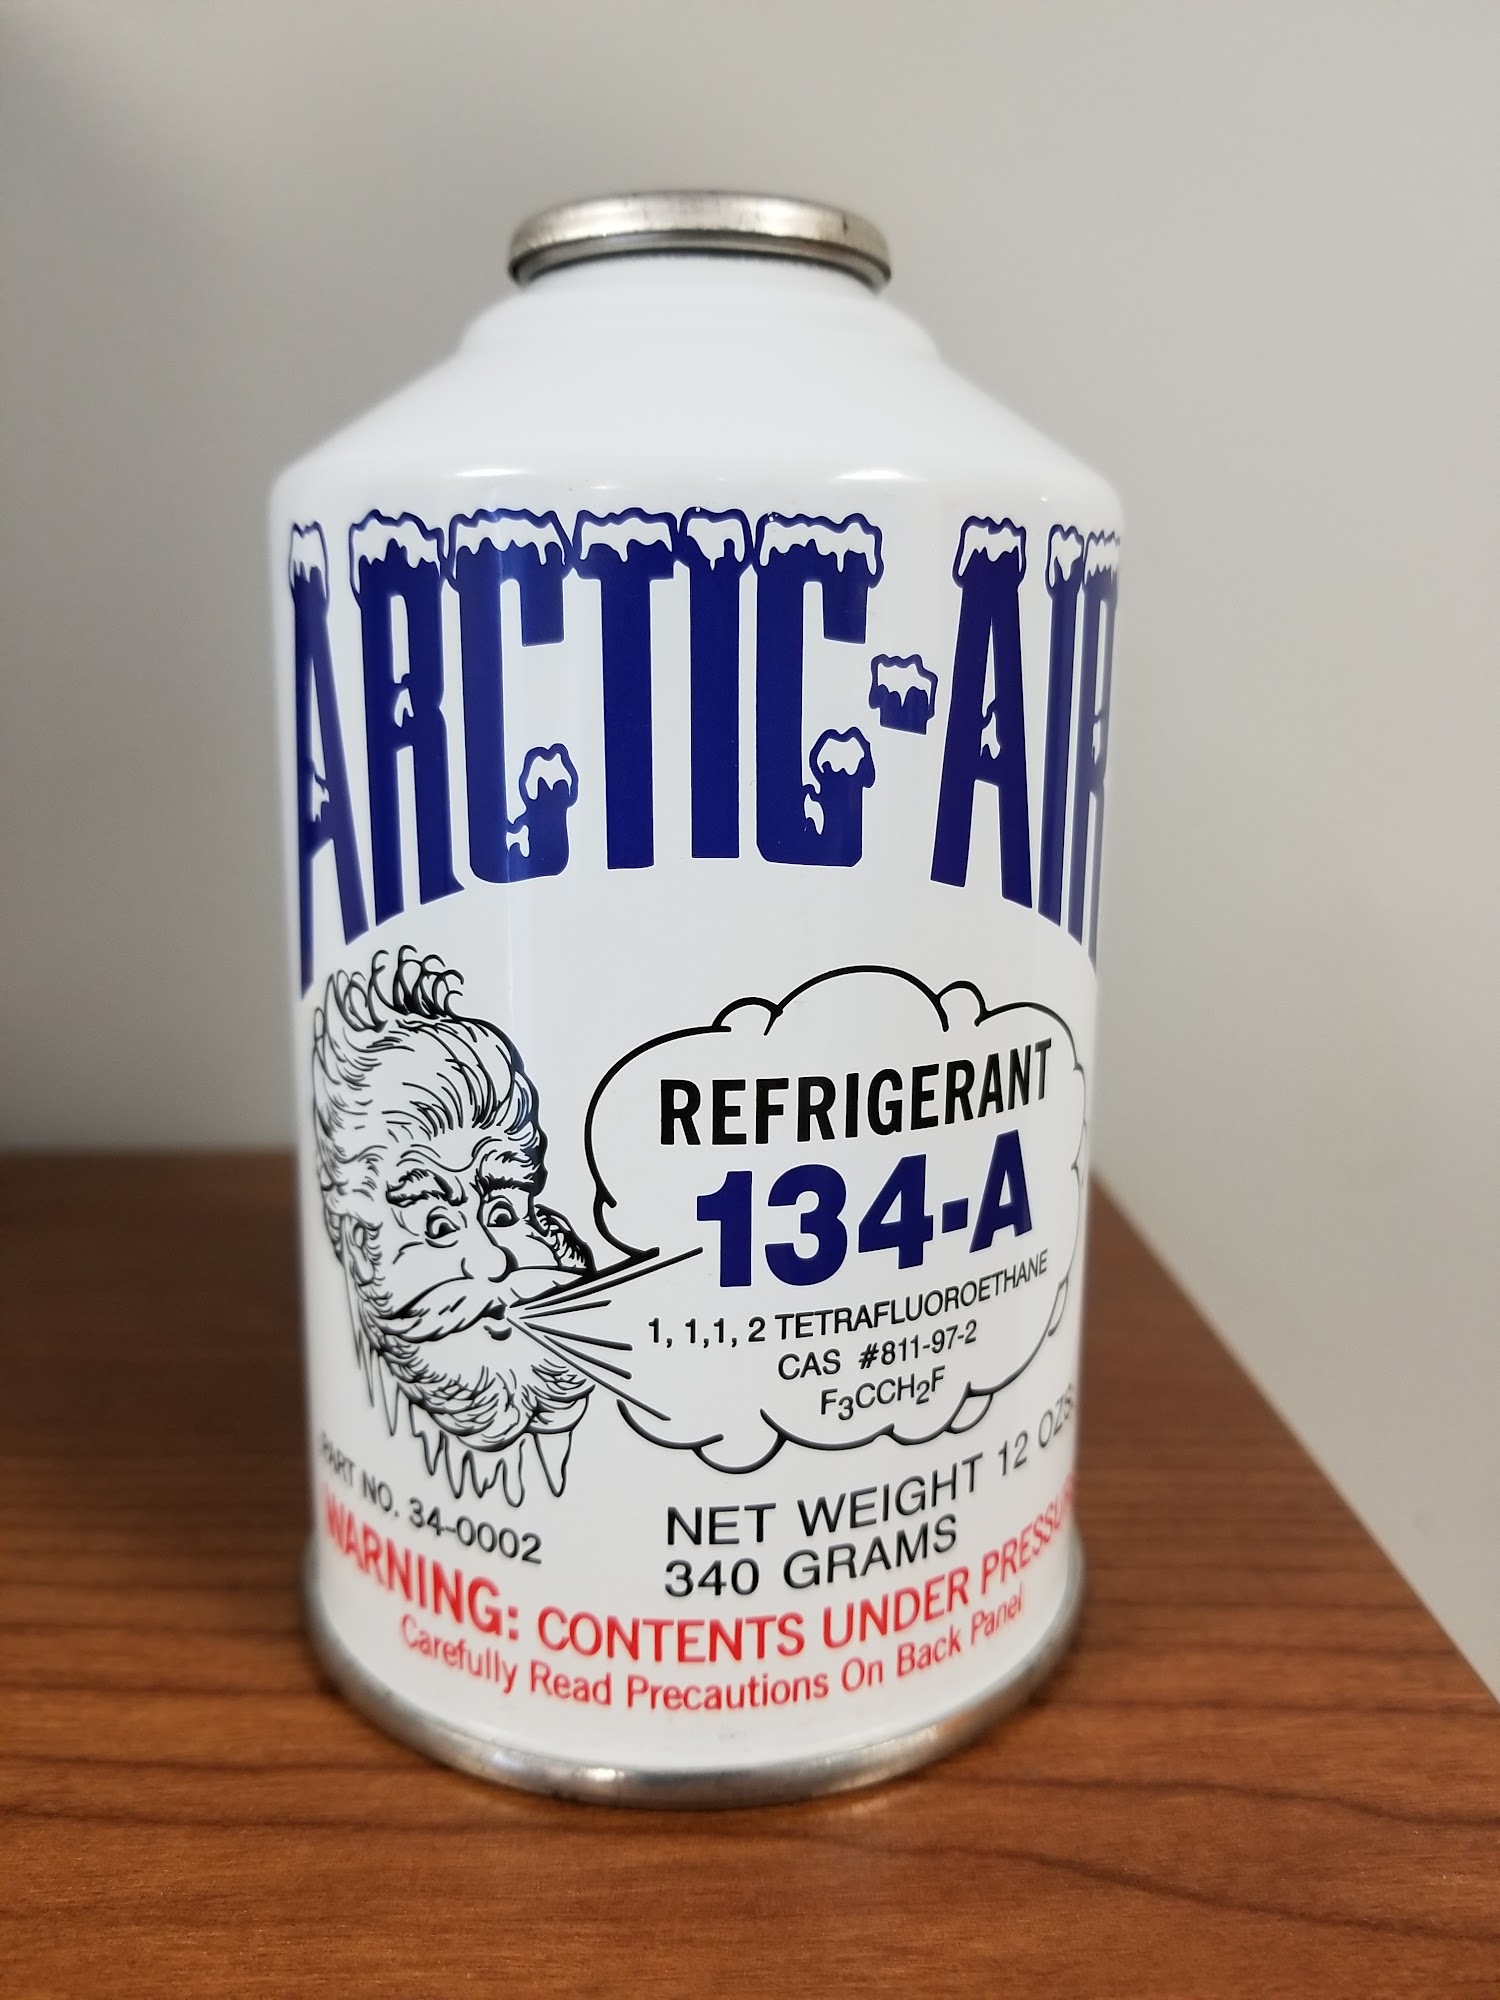 ARCTIC-AIR
REFRIGERANT
134-A
1, 1,1, 2 TETRAFLUOROETHANE
CAS #811-97-2
F₃CCH₂F
PART NO. 34-0002
NET WEIGHT 12 OZS.
340 GRAMS
WARNING: CONTENTS UNDER PRESSURE
Carefully Read Precautions On Back Panel